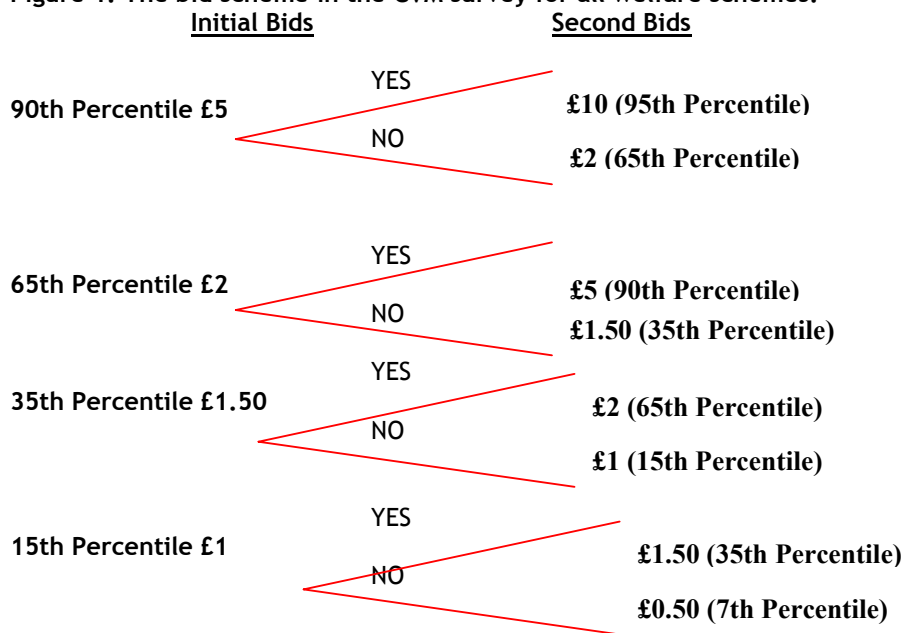 Initial Bids Second Bids
YES
90th Percentile £5 £10 (95th Percentile)
NO
£2 (65th Percentile)
YES
65th Percentile £2 £5 (90th Percentile)
NO
£1.50 (35th Percentile)
YES
35th Percentile £1.50 £2 (65th Percentile)
NO
£1 (15th Percentile)
YES
15th Percentile £1 £1.50 (35th Percentile)
NO
£0.50 (7th Percentile)